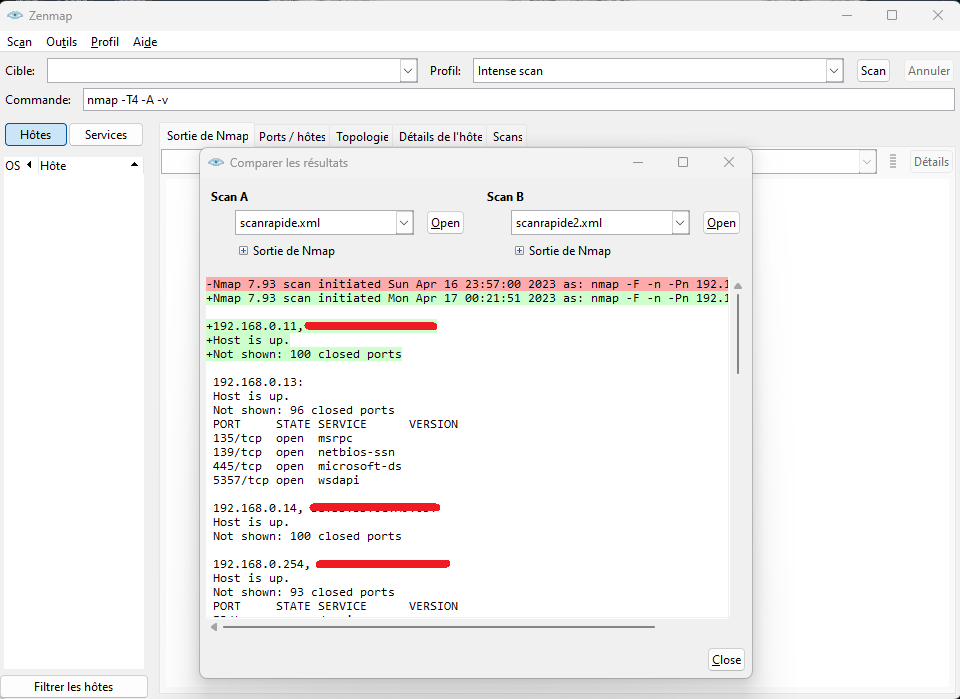 Zenmap
Scan Outils Profil Aide
Cible: Profil: Intense scan Scan Annuler
Commande: nmap -T4 -A -v
Hôtes Services Sortie de Nmap Ports / hôtes Topologie Détails de l'hôte Scans
OS Hôte Détails
Comparer les résultats
Scan A Scan B
scanrapide.xml Open scanrapide2.xml Open
Sortie de Nmap Sortie de Nmap
-Nmap 7.93 scan initiated Sun Apr 16 23:57:00 2023 as: nmap -F -n -Pn 192.1
+Nmap 7.93 scan initiated Mon Apr 17 00:21:51 2023 as: nmap -F -n -Pn 192.1
+192.168.0.11,
+Host is up.
+Not shown: 100 closed ports
192.168.0.13:
Host is up.
Not shown: 96 closed ports
PORT STATE SERVICE VERSION
135/tcp open msrpc
139/tcp open netbios-ssn
445/tcp open microsoft-ds
5357/tcp open wsdapi
192.168.0.14,
Host is up.
Not shown: 100 closed ports
192.168.0.254,
Host is up.
Not shown: 93 closed ports
PORT STATE SERVICE VERSION
Close
Filtrer les hôtes